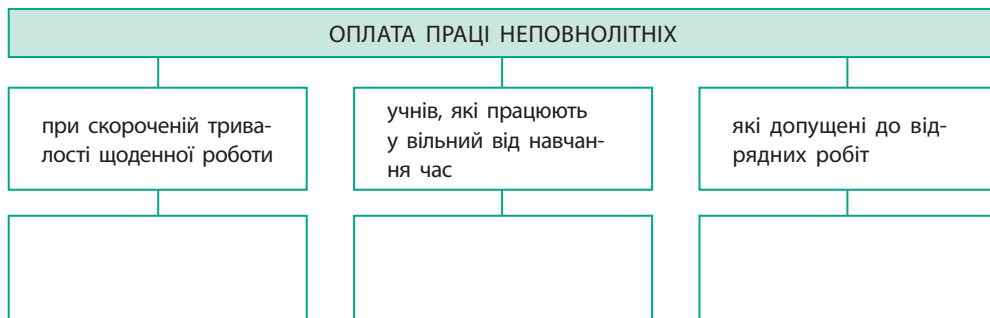 ОПЛАТА ПРАЦІ НЕПОВНОЛІТНІХ
при скороченій трива-
лості щоденної роботи
учнів, які працюють
у вільний від навчан-
ня час
які допущені до від-
рядних робіт